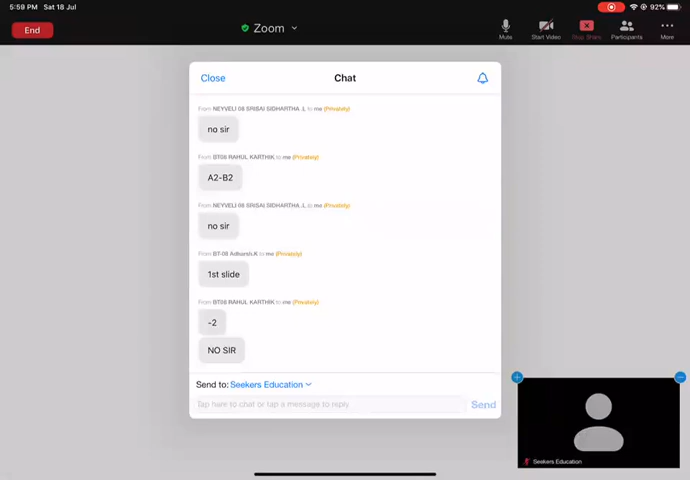 5:59 PM Sat 18 Jul
92%
End
Zoom
Mute
Start Video
Stop Share
Participants
More
Close
Chat
From NEYVELI 08 SRISAI SIDHARTHA .L to me (Privately)
no sir
From BT08 RAHUL KARTHIK to me (Privately)
A2-B2
From NEYVELI 08 SRISAI SIDHARTHA .L to me (Privately)
no sir
From BT-08 Adharsh.K to me (Privately)
1st slide
From BT08 RAHUL KARTHIK to me (Privately)
-2
NO SIR
Send to: Seekers Education
Tap here to chat or tap a message to reply
Send
Seekers Education